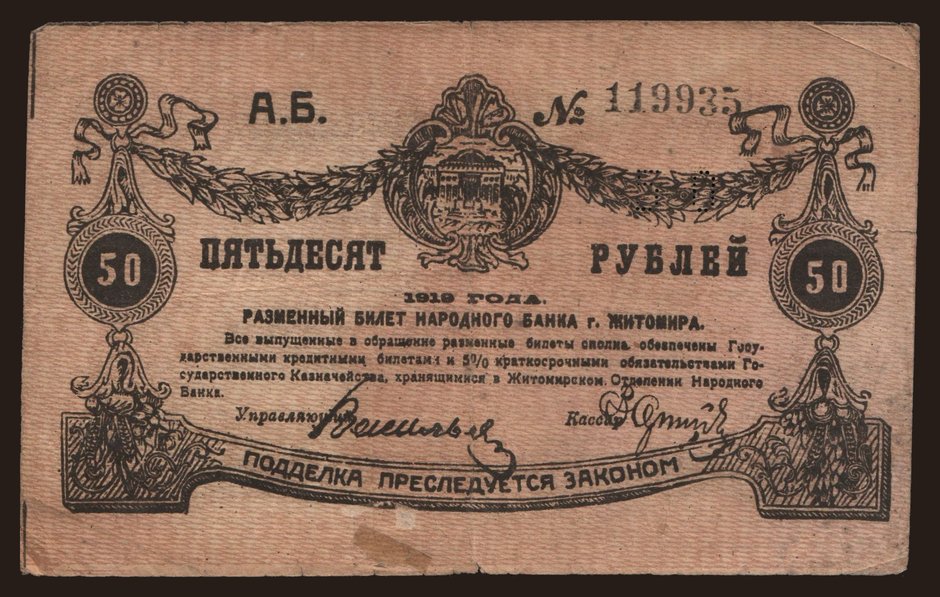 А.Б.
№ 119935
ПЯТЬДЕСЯТ РУБЛЕЙ
50
50
1919 ГОДА.
РАЗМЕННЫЙ БИЛЕТ НАРОДНОГО БАНКА г. ЖИТОМИРА.
Все выпущенные в обращение разменные билеты сполна обеспечены Госу-
дарственными кредитными билетами и 5% краткосрочными обязательствами Го-
сударственного Казначейства, хранящимися в Житомирском Отделении Народного
Банка.
Управляющий
Кассир
ПОДДЕЛКА ПРЕСЛЕДУЕТСЯ ЗАКОНОМ